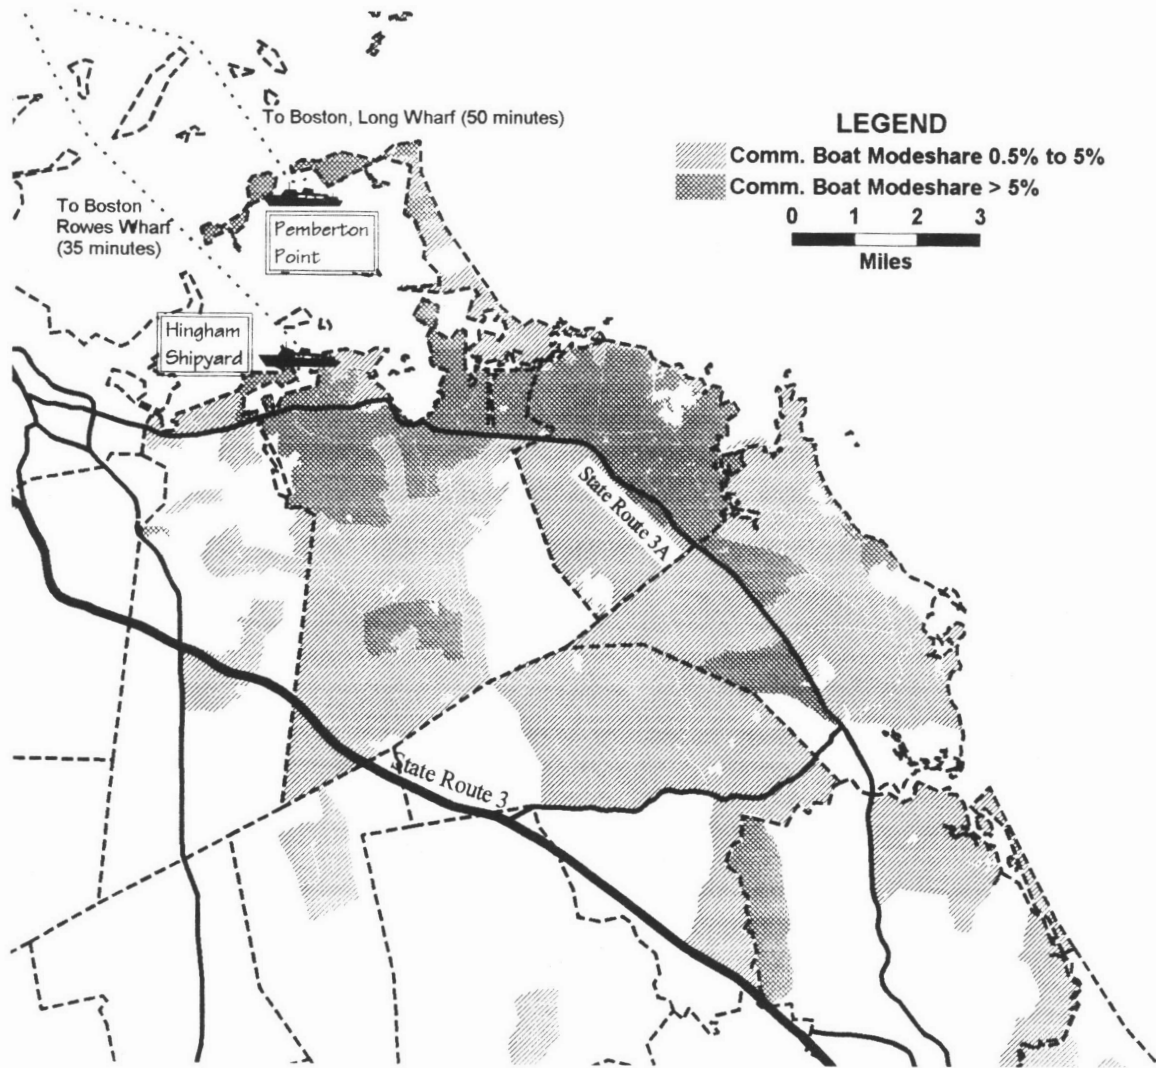 To Boston, Long Wharf (50 minutes)
LEGEND
Comm. Boat Modeshare 0.5% to 5%
Comm. Boat Modeshare > 5%
0 1 2 3
Miles
To Boston
Rowes Wharf
(35 minutes)
Pemberton
Point
Hingham
Shipyard
State Route 3A
State Route 3